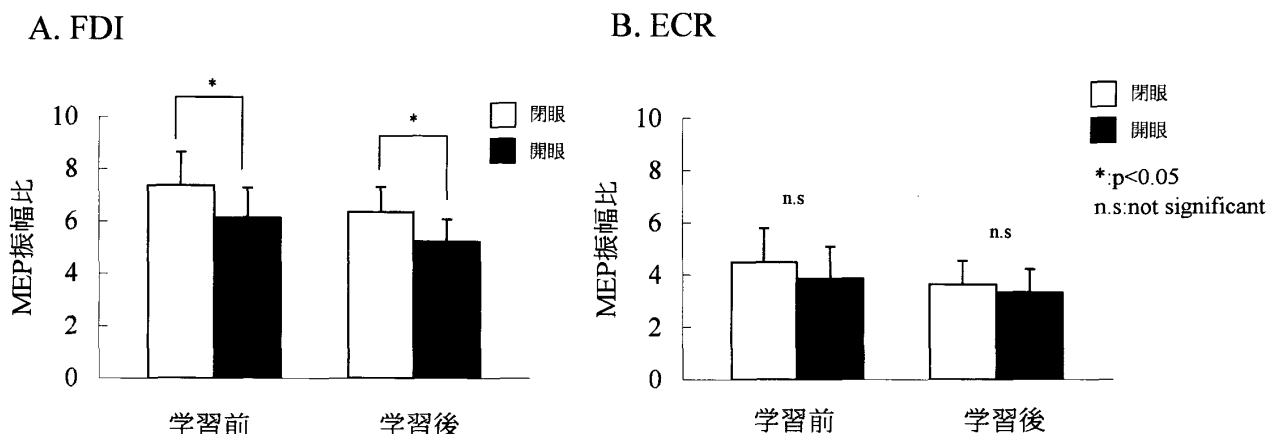 A. FDI
*
*
10
8
6
4
2
0
MEP振幅比
閉眼
開眼
学習前
学習後
B. ECR
10
8
6
4
2
0
MEP振幅比
n.s
n.s
閉眼
開眼
*:p<0.05
n.s:not significant
学習前
学習後